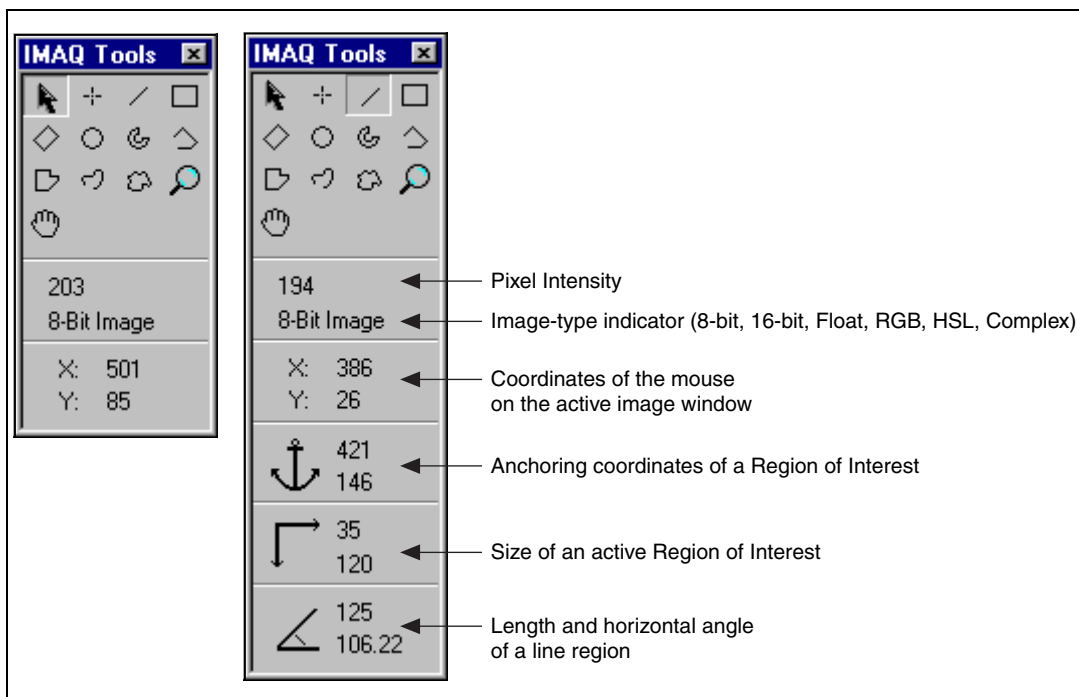 IMAQ Tools
203
8-Bit Image
X: 501
Y: 85
IMAQ Tools
194
8-Bit Image
X: 386
Y: 26
421
146
35
120
125
106.22
Pixel Intensity
Image-type indicator (8-bit, 16-bit, Float, RGB, HSL, Complex)
Coordinates of the mouse
on the active image window
Anchoring coordinates of a Region of Interest
Size of an active Region of Interest
Length and horizontal angle
of a line region